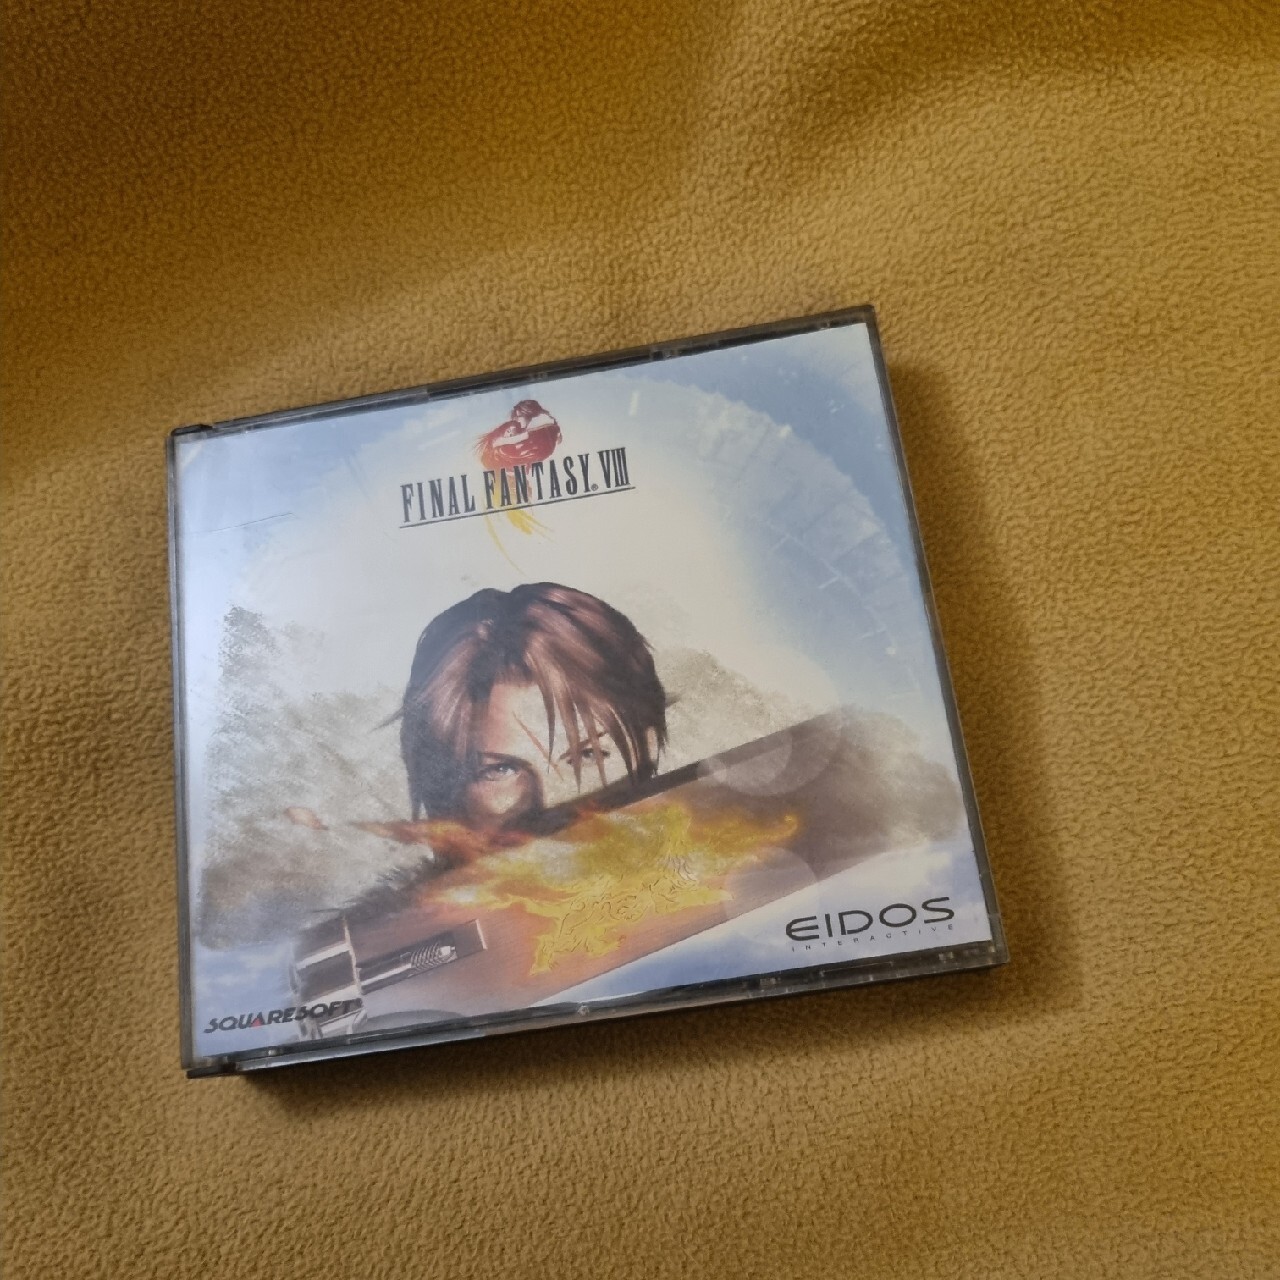 FINAL FANTASY® VIII
EIDOS
INTERACTIVE
SQUARESOFT